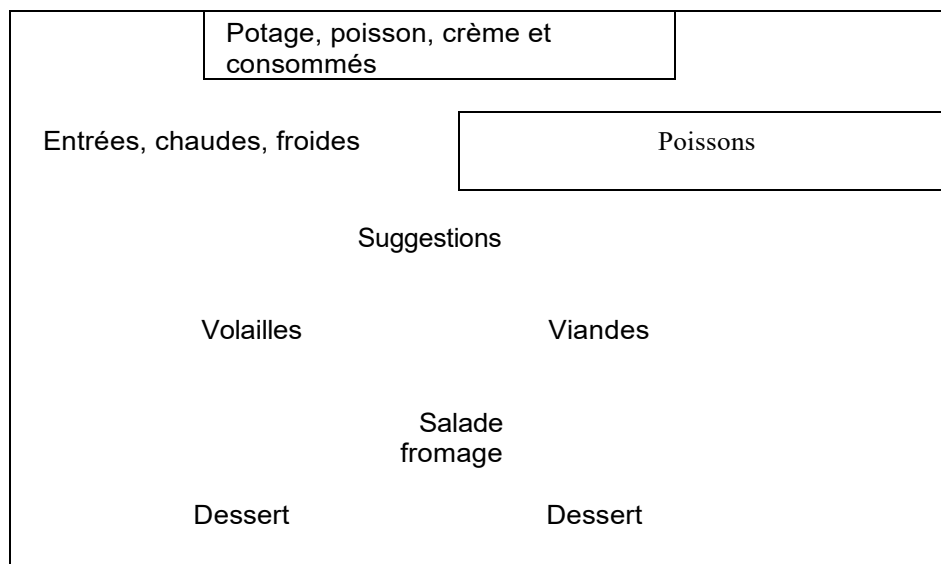 Potage, poisson, crème et
consommés
Entrées, chaudes, froides
Poissons
Suggestions
Volailles
Viandes
Salade
fromage
Dessert
Dessert